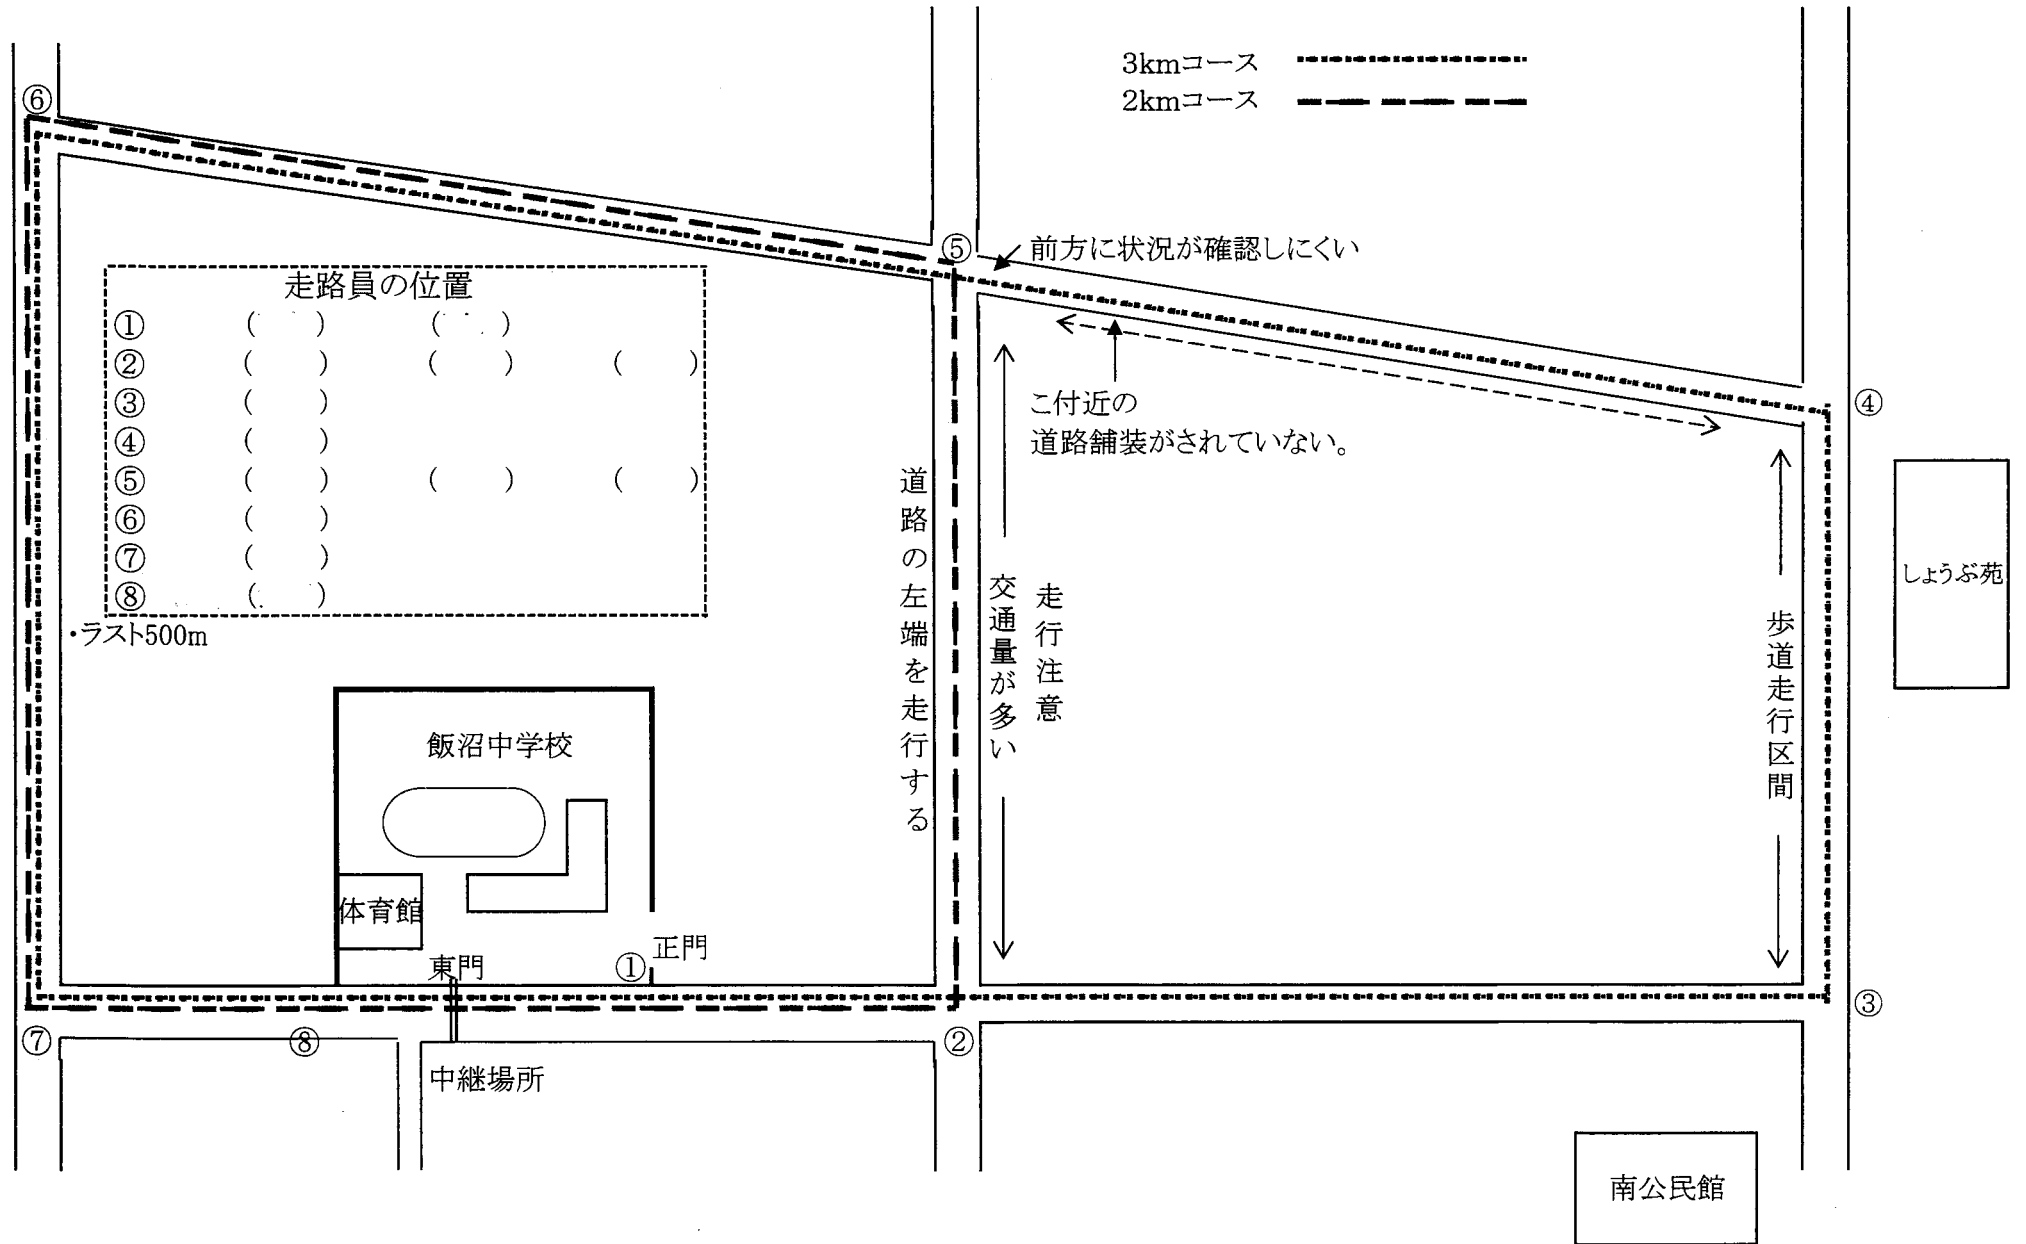 3kmコース
2kmコース
⑥
⑤
前方に状況が確認しにくい
走路員の位置
① ( ) ( )
② ( ) ( ) ( )
③ ( )
④ ( )
⑤ ( ) ( ) ( )
⑥ ( )
⑦ ( )
⑧ ( )
・ラスト500m
こ付近の
道路舗装がされていない。
④
道路の左端を走行する
走行注意
交通量が多い
歩道走行区間
しょうぶ苑
飯沼中学校
体育館
東門
①
正門
⑦
⑧
②
③
中継場所
南公民館